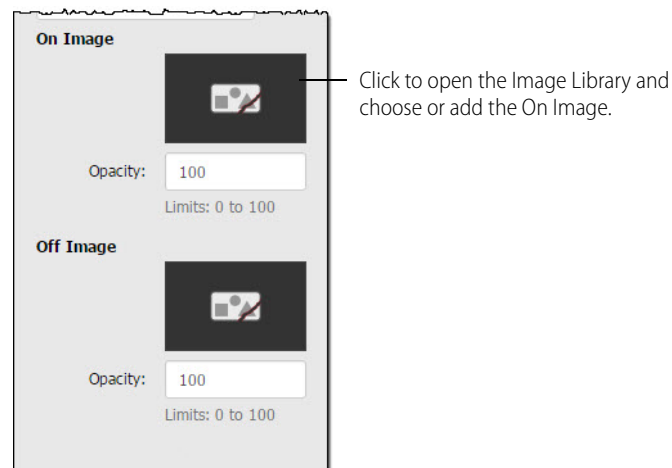 On Image
Click to open the Image Library and
choose or add the On Image.
Opacity:
100
Limits: 0 to 100
Off Image
Opacity:
100
Limits: 0 to 100